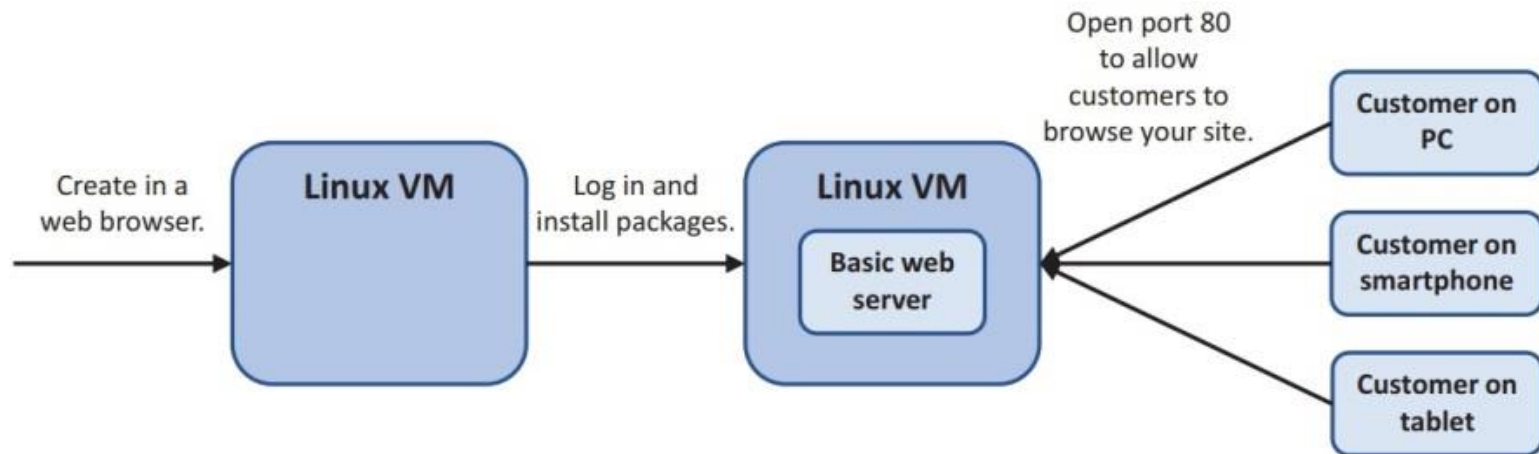 Create in a
web browser.
Linux VM
Log in and
install packages.
Linux VM
Basic web
server
Open port 80
to allow
customers to
browse your site.
Customer on
PC
Customer on
smartphone
Customer on
tablet